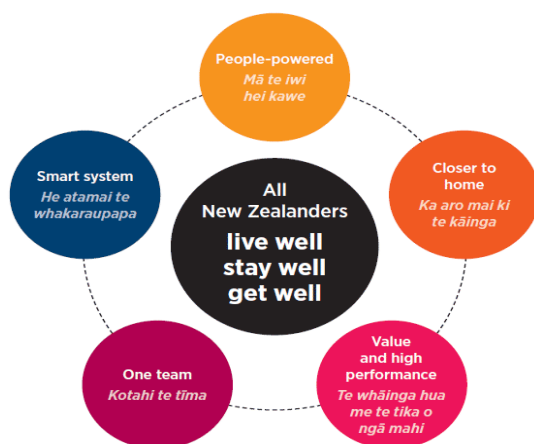 People-powered
Mā te iwi
hei kawe
Smart system
He atamai te
whakaraupapa
All
New Zealanders
live well
stay well
get well
Closer to
home
Ka aro mai ki
te kāinga
One team
Kotahi te tīma
Value
and high
performance
Te whāinga hua
me te tika o
ngā mahi